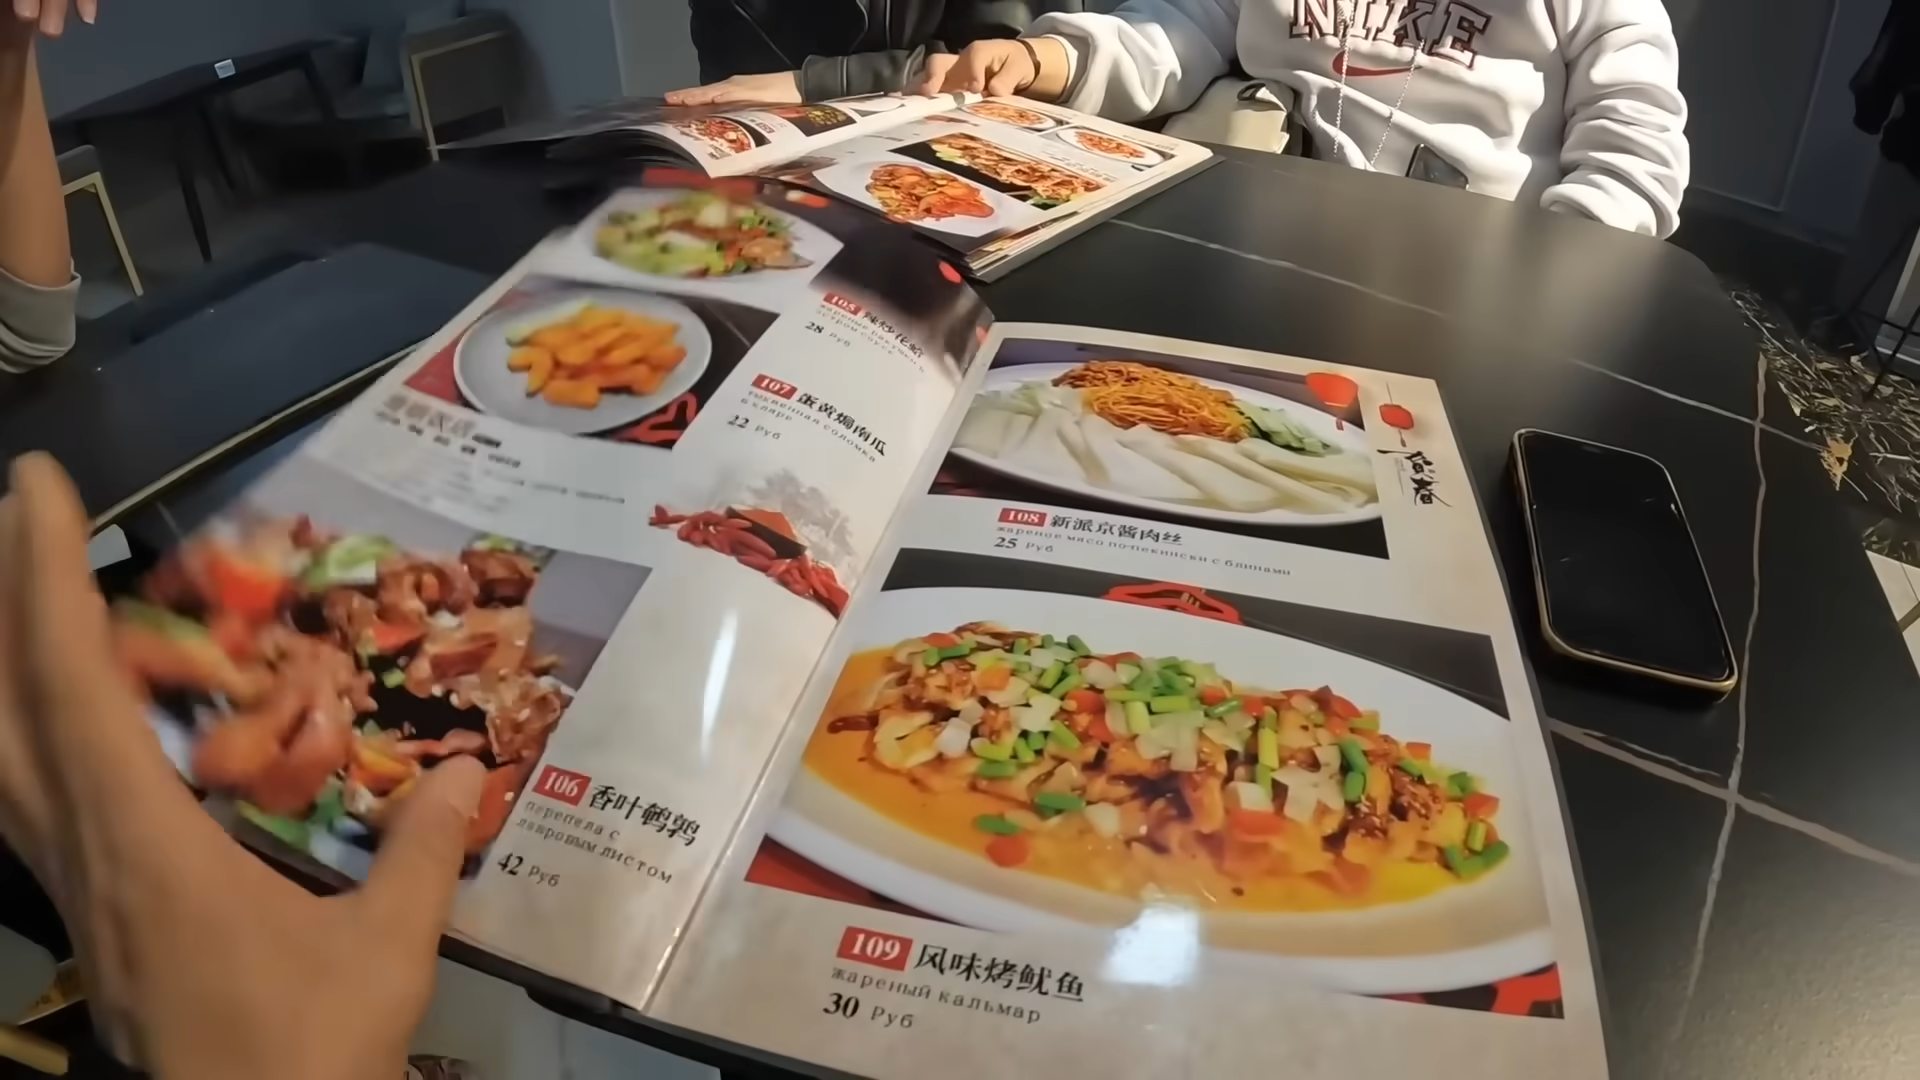 NIKE
105 辣炒花蛤
28 Руб
107 蛋黄焗南瓜
тыквенная соломка
в кляре
22 Руб
106 香叶鹌鹑
перепела с
лавровым листом
42 Руб
108 新派京酱肉丝
жареное мясо по-пекински с блинами
25 Руб
109 风味烤鱿鱼
жареный кальмар
30 Руб